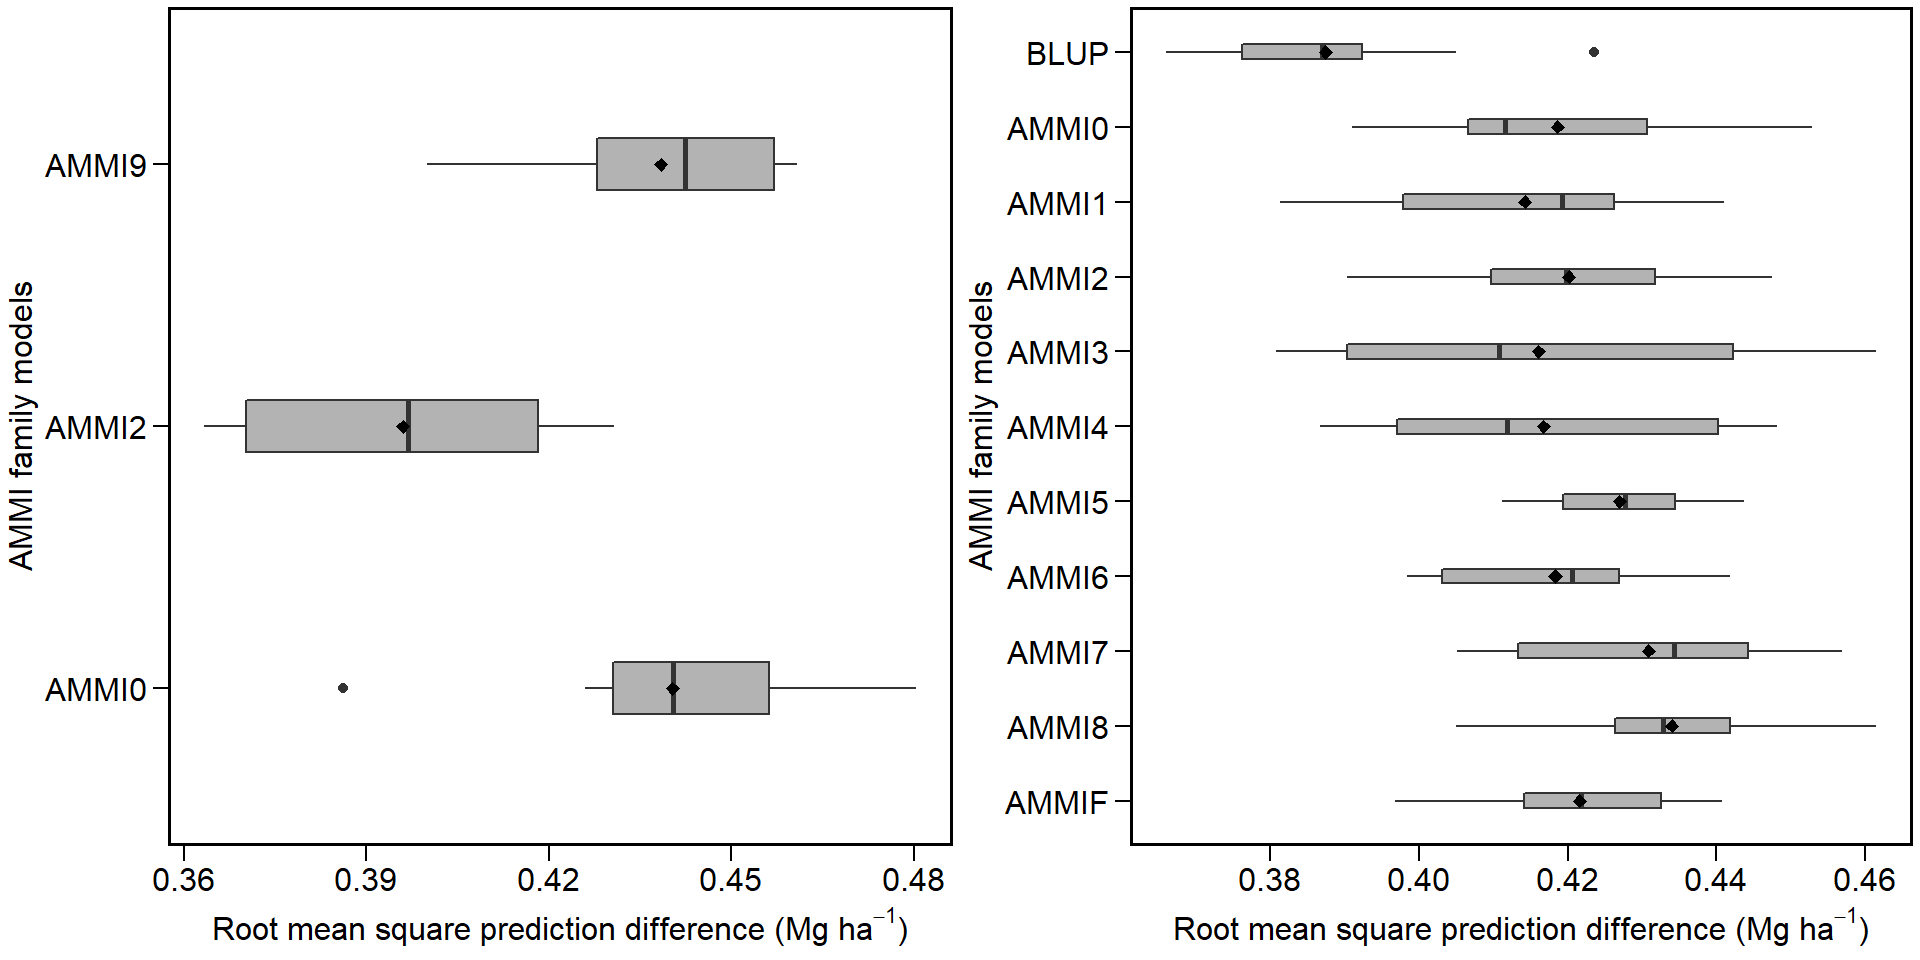 AMMI family models
AMMI9
AMMI2
AMMI0
0.36 0.39 0.42 0.45 0.48
Root mean square prediction difference (Mg ha⁻¹)
AMMI family models
BLUP
AMMI0
AMMI1
AMMI2
AMMI3
AMMI4
AMMI5
AMMI6
AMMI7
AMMI8
AMMIF
0.38 0.40 0.42 0.44 0.46
Root mean square prediction difference (Mg ha⁻¹)